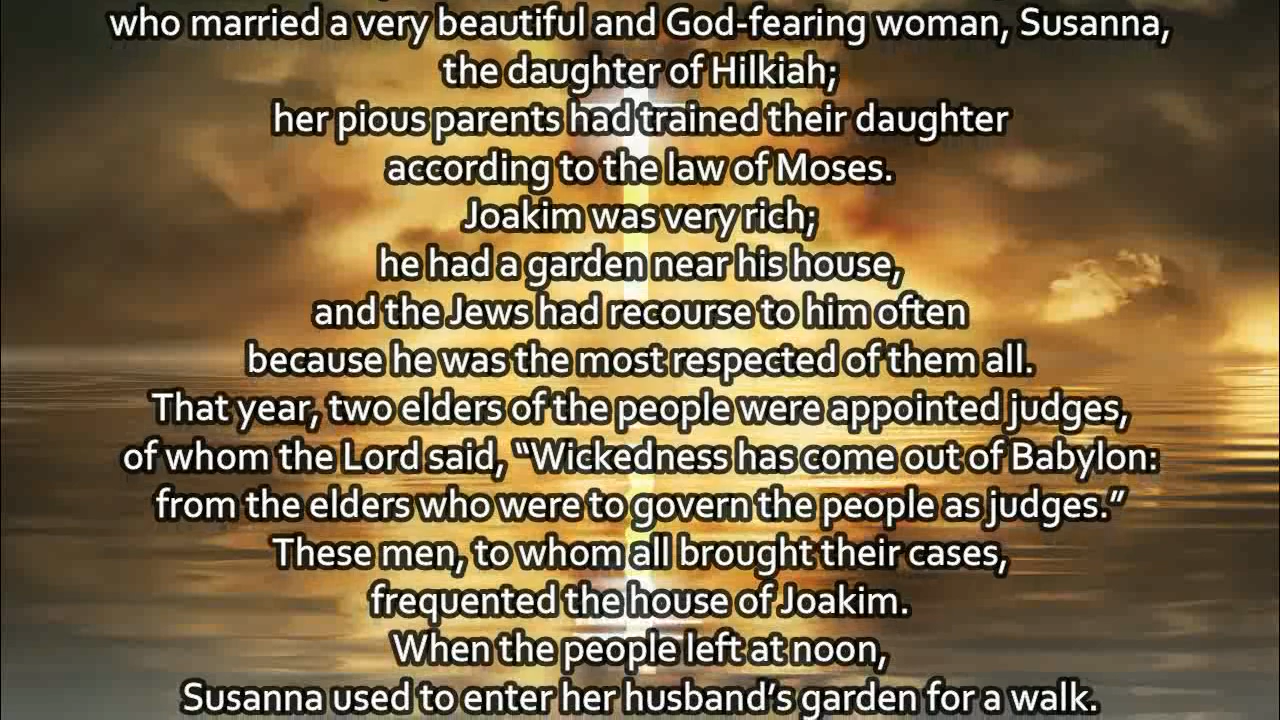 who married a very beautiful and God-fearing woman, Susanna,
the daughter of Hilkiah;
her pious parents had trained their daughter
according to the law of Moses.
Joakim was very rich;
he had a garden near his house,
and the Jews had recourse to him often
because he was the most respected of them all.
That year, two elders of the people were appointed judges,
of whom the Lord said, “Wickedness has come out of Babylon:
from the elders who were to govern the people as judges.”
These men, to whom all brought their cases,
frequented the house of Joakim.
When the people left at noon,
Susanna used to enter her husband’s garden for a walk.